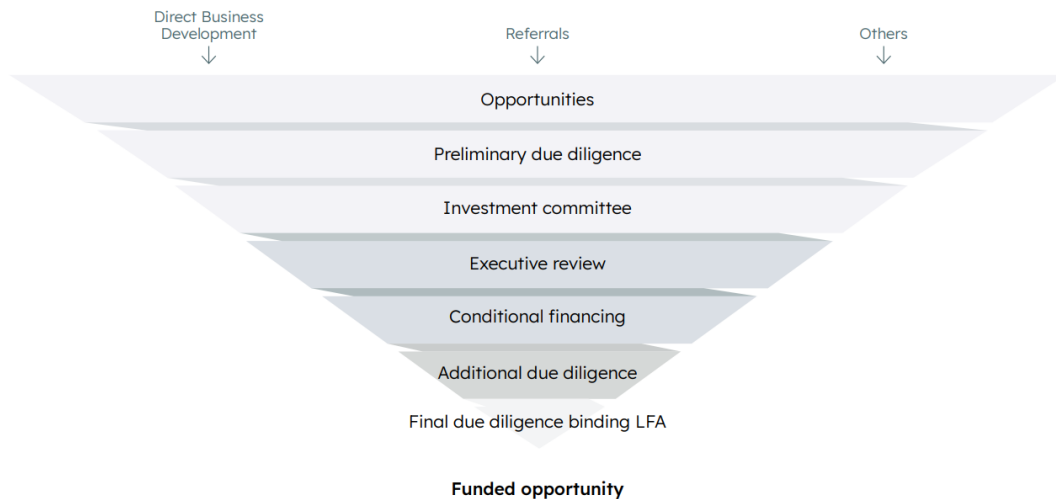 Direct Business
Development
Referrals
Others
Opportunities
Preliminary due diligence
Investment committee
Executive review
Conditional financing
Additional due diligence
Final due diligence binding LFA
Funded opportunity